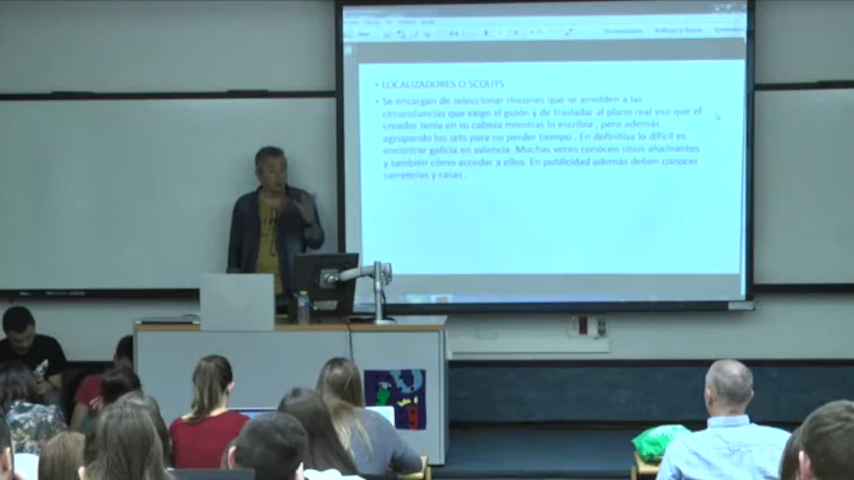 • LOCALIZADORES O SCOUTS
• Se encargan de seleccionar rincones que se amolden a las
circunstancias que exige el guión y de trasladar al plano real eso que el
creador tenía en su cabeza mientras lo escribía , pero además
agrupando los sets para no perder tiempo . En definitiva lo difícil es
encontrar galicia en valencia .Muchas veces conocen sitios alucinantes
y también cómo acceder a ellos. En publicidad además deben conocer
carreteras y casas .